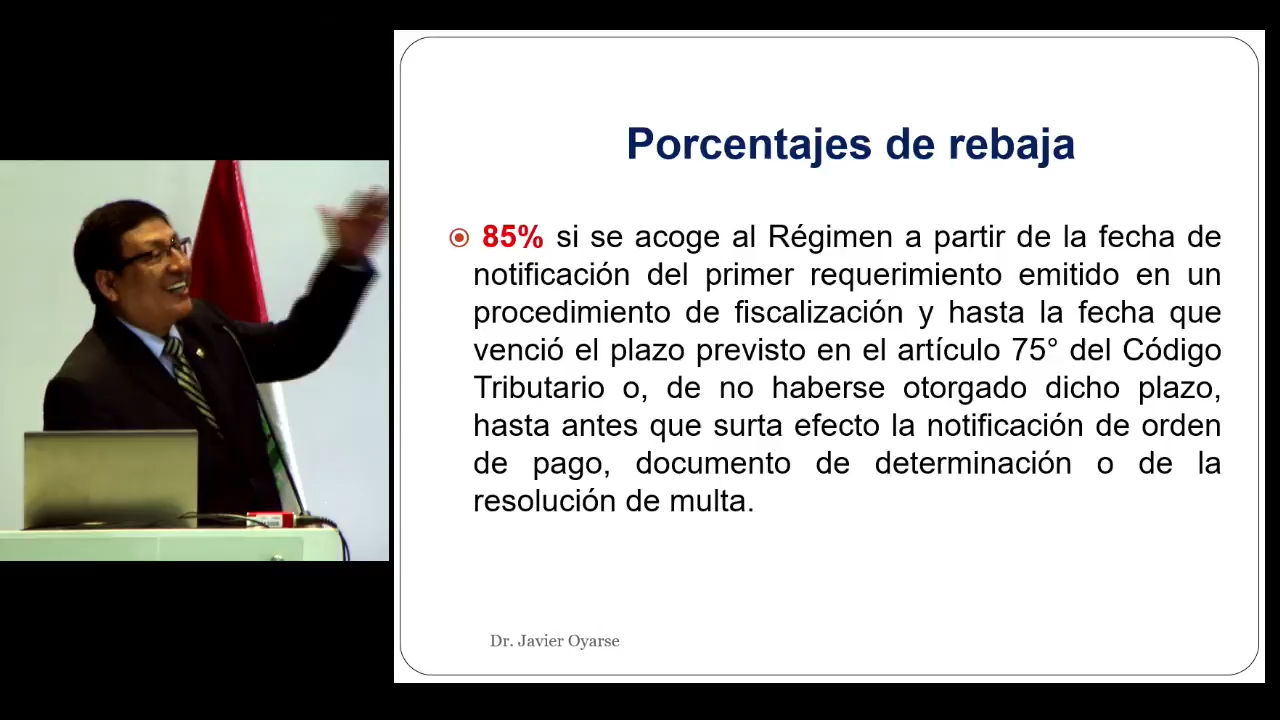 Porcentajes de rebaja
85% si se acoge al Régimen a partir de la fecha de
notificación del primer requerimiento emitido en un
procedimiento de fiscalización y hasta la fecha que
venció el plazo previsto en el artículo 75° del Código
Tributario o, de no haberse otorgado dicho plazo,
hasta antes que surta efecto la notificación de orden
de pago, documento de determinación o de la
resolución de multa.
Dr. Javier Oyarse